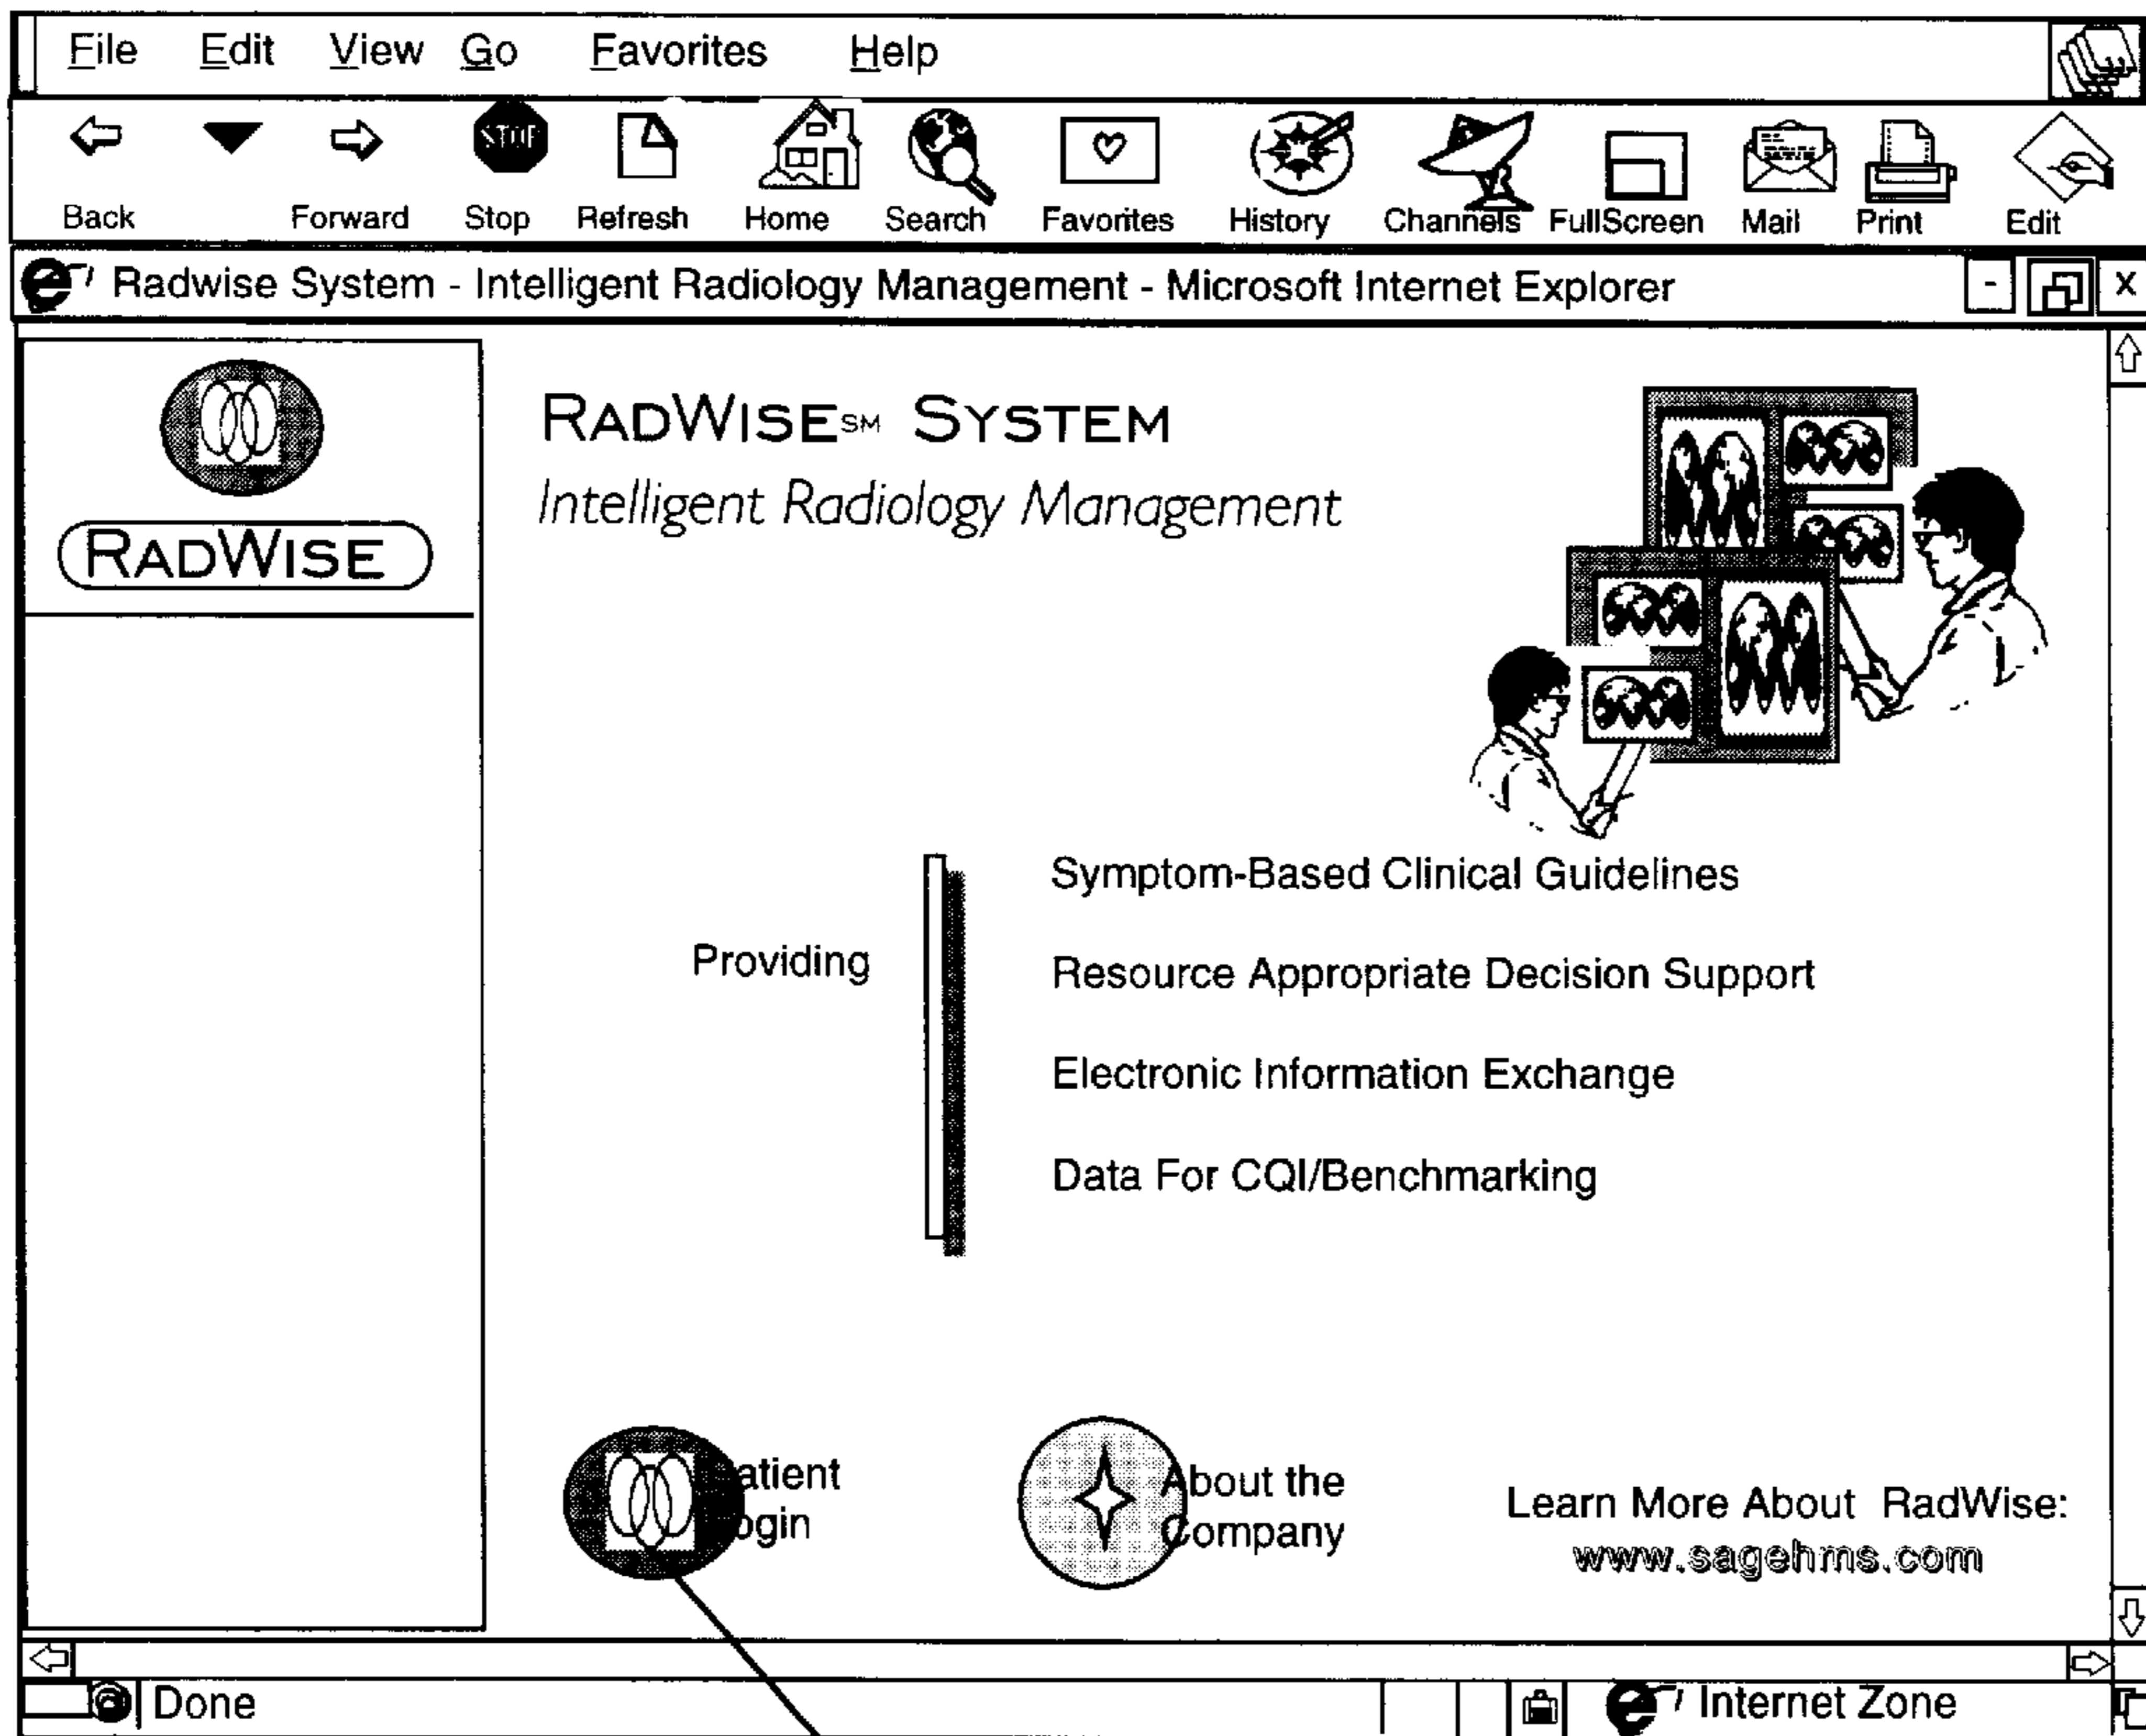 File Edit View Go Favorites Help
STOP
Back Forward Stop Refresh Home Search Favorites History Channels FullScreen Mail Print Edit
Radwise System - Intelligent Radiology Management - Microsoft Internet Explorer - x
RADWISE SM SYSTEM
Intelligent Radiology Management
RADWISE
Symptom-Based Clinical Guidelines
Providing
Resource Appropriate Decision Support
Electronic Information Exchange
Data For CQI/Benchmarking
atient
ogin
About the
Company
Learn More About RadWise:
www.sagehms.com
Done
Internet Zone